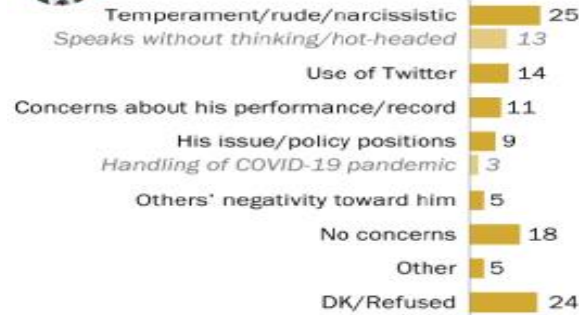 Temperament/rude/narcissistic 25
Speaks without thinking/hot-headed 13
Use of Twitter 14
Concerns about his performance/record 11
His issue/policy positions 9
Handling of COVID-19 pandemic 3
Others' negativity toward him 5
No concerns 18
Other 5
DK/Refused 24